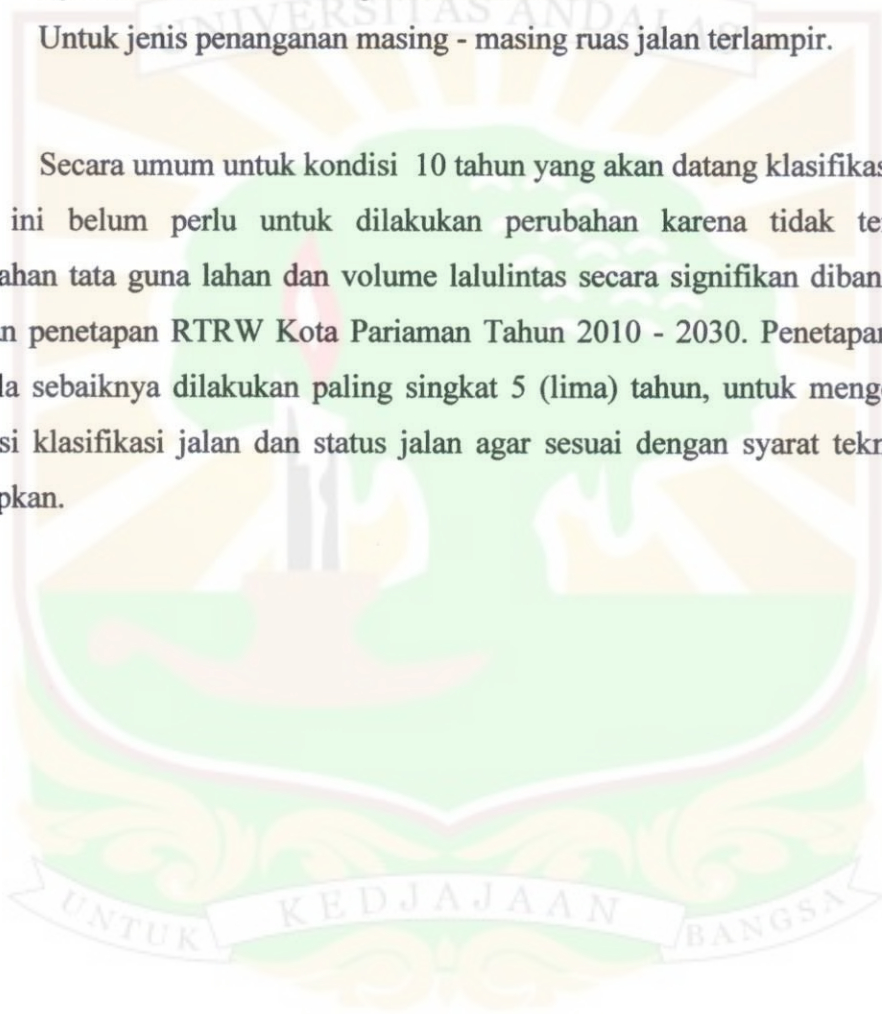 UNIVERSITAS ANDALAS
Untuk jenis penanganan masing - masing ruas jalan terlampir.
Secara umum untuk kondisi 10 tahun yang akan datang klasifikas
ini belum perlu untuk dilakukan perubahan karena tidak te
ahan tata guna lahan dan volume lalulintas secara signifikan diban
n penetapan RTRW Kota Pariaman Tahun 2010 - 2030. Penetapan
la sebaiknya dilakukan paling singkat 5 (lima) tahun, untuk meng
si klasifikasi jalan dan status jalan agar sesuai dengan syarat tekn
pkan.
UNTUK KEDJAJAAN BANGSA